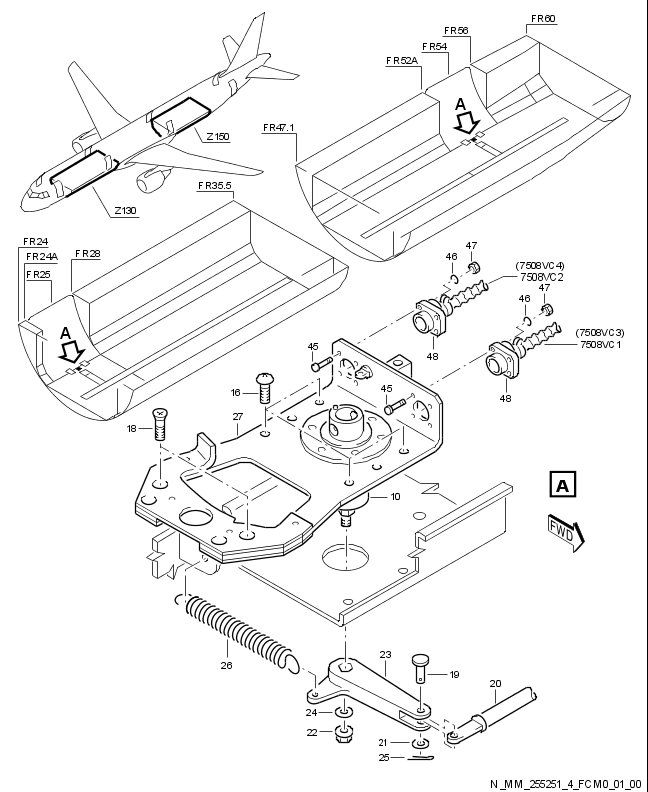 FR60
FR56
FR54
FR52A
A
FR47.1
Z150
Z130
FR35.5
FR24
FR24A
FR25
FR28
A
46
47
(7508VC4)
7508VC2
47
46
(7508VC3)
7508VC1
48
48
45
45
16
27
18
10
A
FWD
26
23
19
20
24
22
21
25
N_MM_255251_4_FCM0_01_00